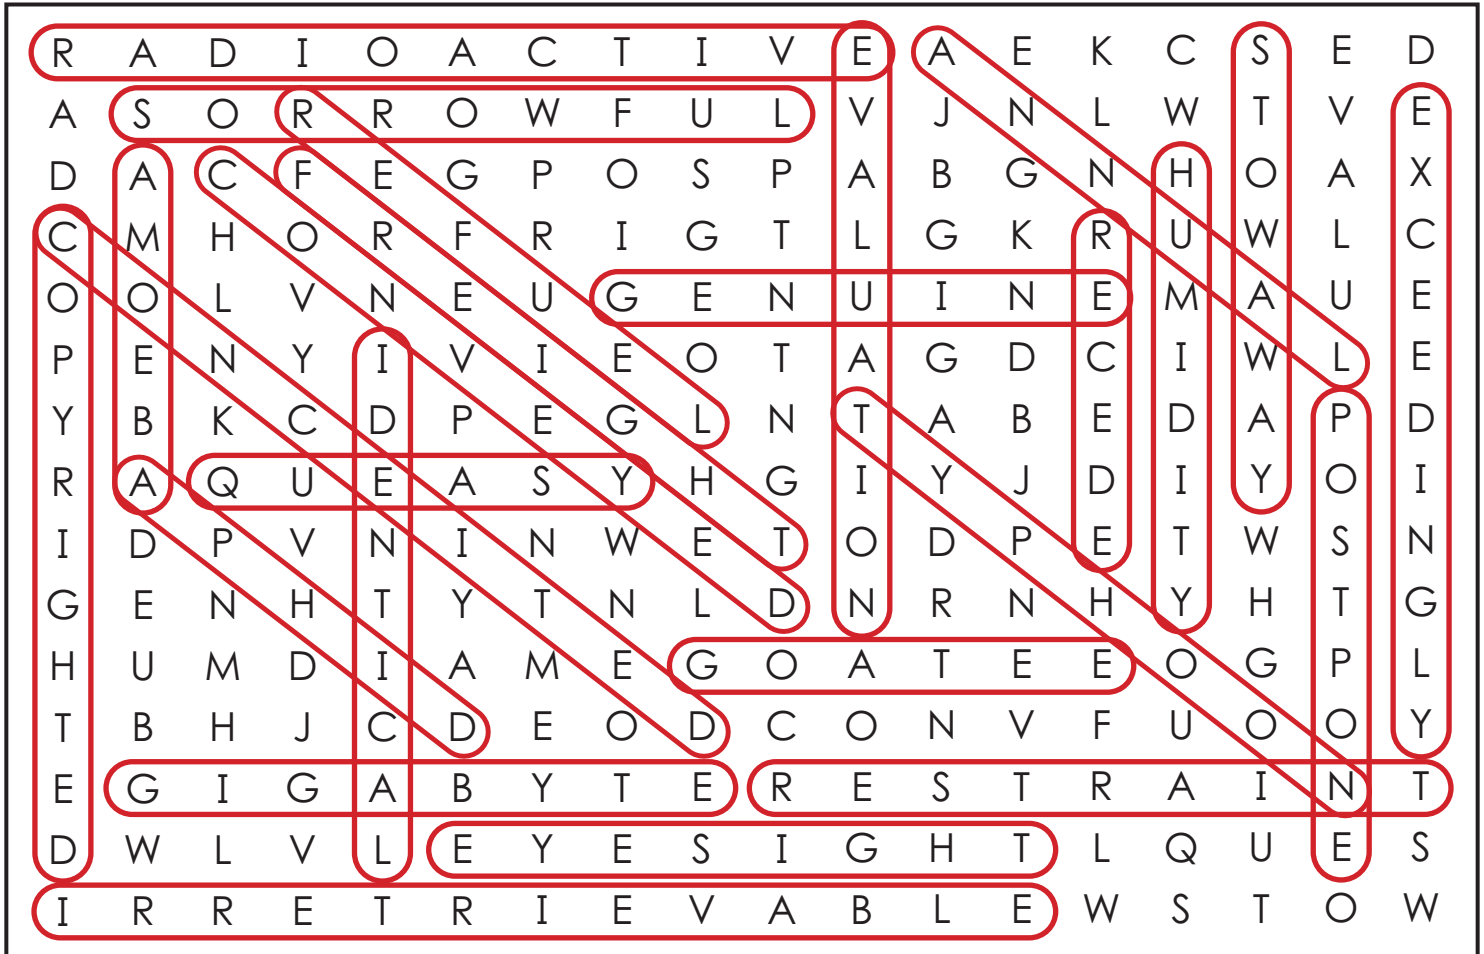 R A D I O A C T I V E A E K C S E D
A S O R R O W F U L V J N L W T V E
D A C F E G P O S P A B G N H O A X
C M H O R F R I G T L G K R U W L C
O O L V N E U G E N U I N E M A U E
P E N Y I V I E O T A G D C I W L E
Y B K C D P E G L N T A B E D A P D
R A Q U E A S Y H G I Y J D I Y O I
I D P V N I N W E T O D P E T W S N
G E N H T Y T N L D N R N H Y H T G
H U M D I A M E G O A T E E O G P L
T B H J C D E O D C O N V F U O O Y
E G I G A B Y T E R E S T R A I N T
D W L V L E Y E S I G H T L Q U E S
I R R E T R I E V A B L E W S T O W